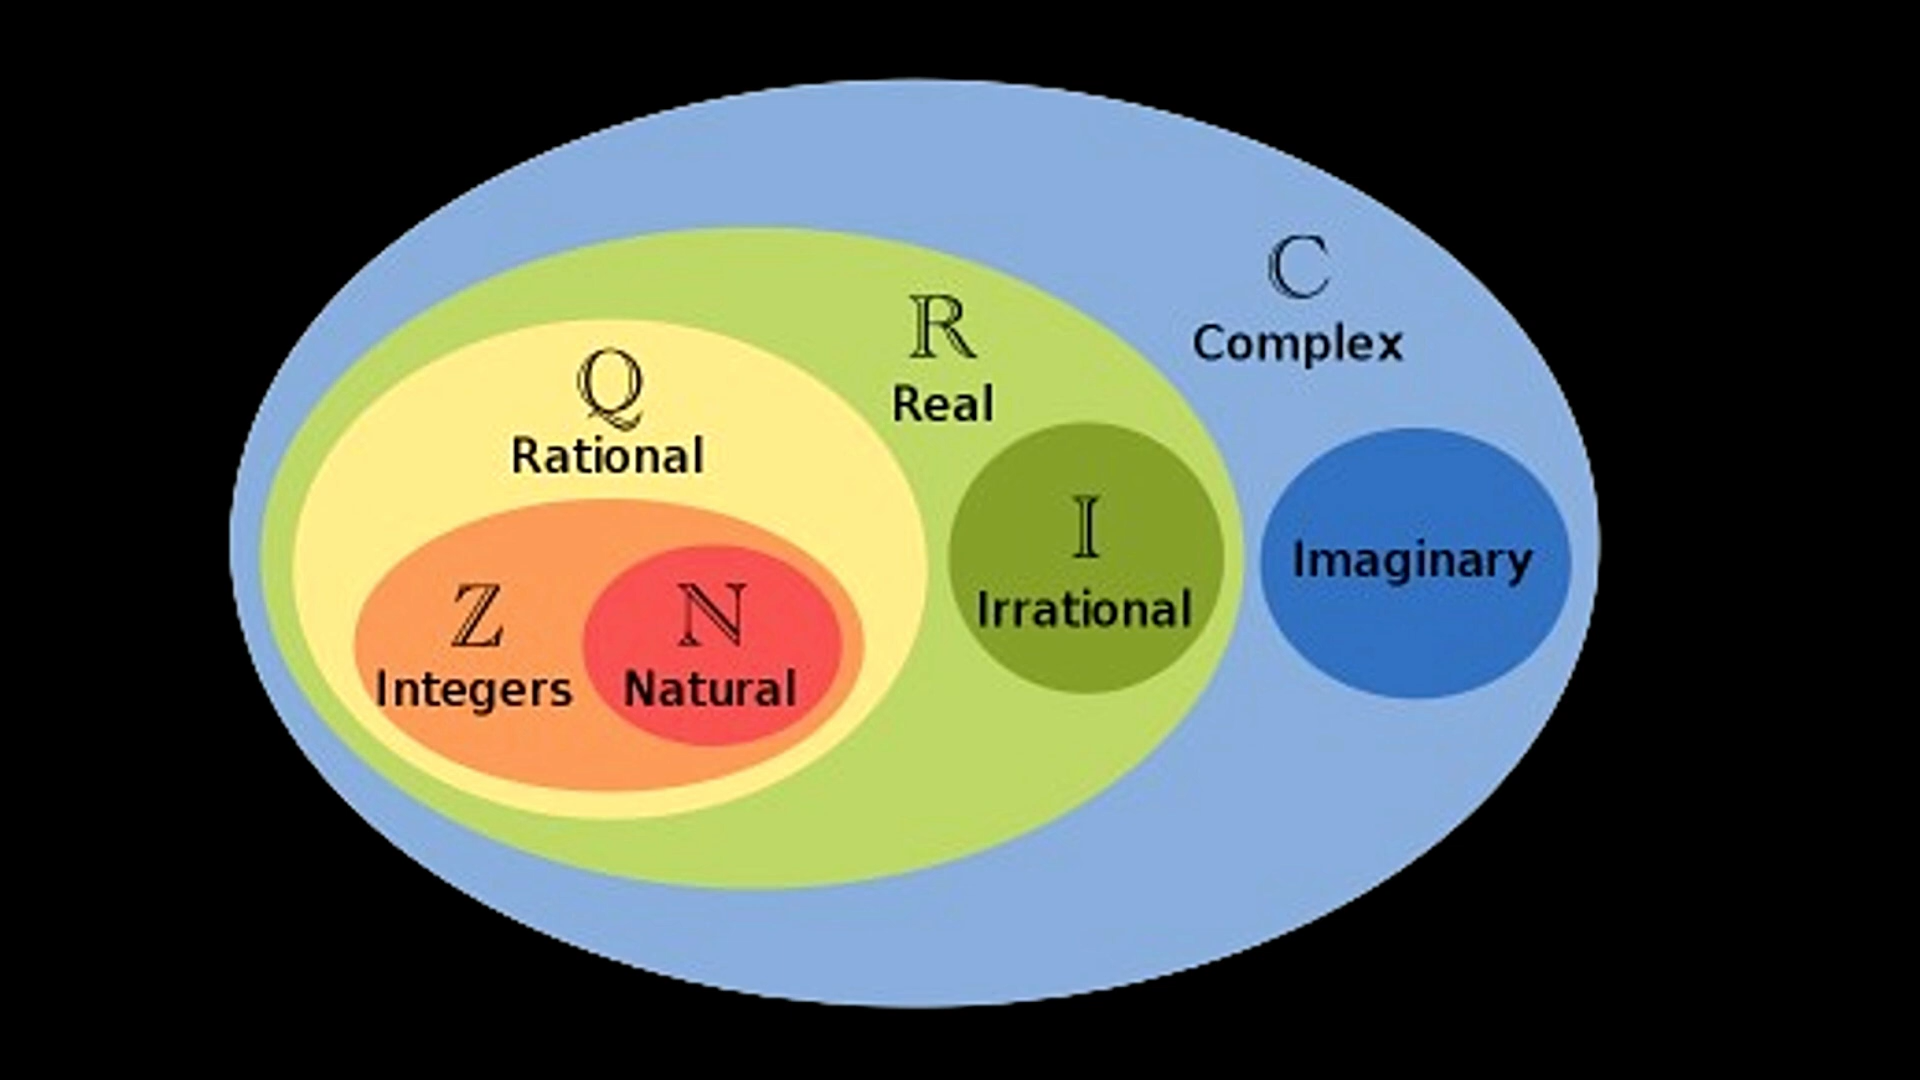 ℂ
Complex
ℝ
Real
ℚ
Rational
𝕀
Irrational
Imaginary
ℤ
Integers
ℕ
Natural